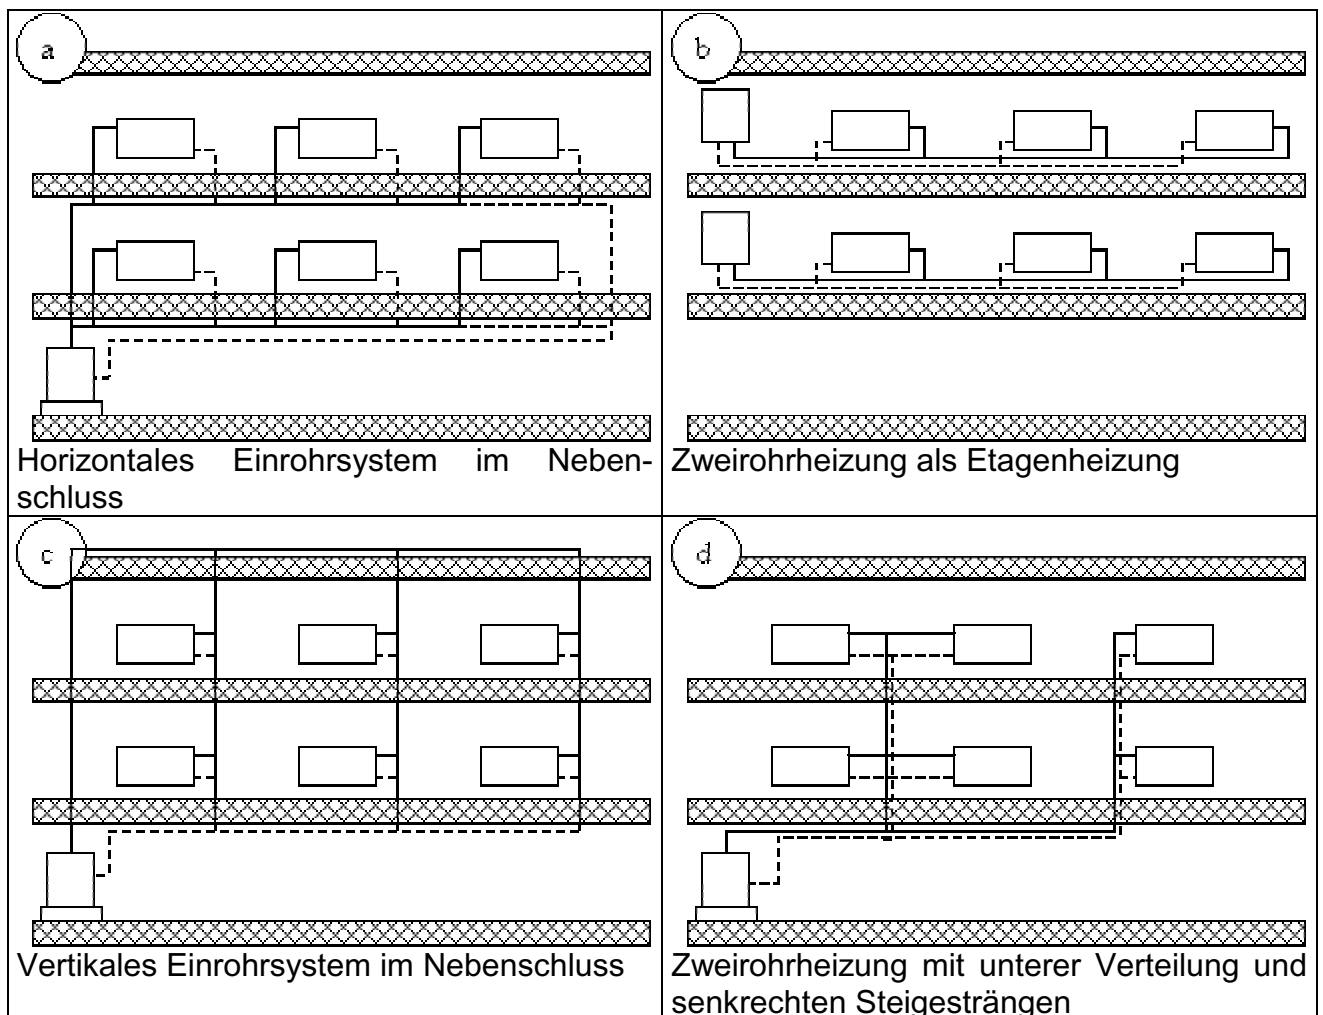 a
b
Horizontales Einrohrsystem im Neben-
schluss
Zweirohrheizung als Etagenheizung
c
d
Vertikales Einrohrsystem im Nebenschluss
Zweirohrheizung mit unterer Verteilung und
senkrechten Steigesträngen